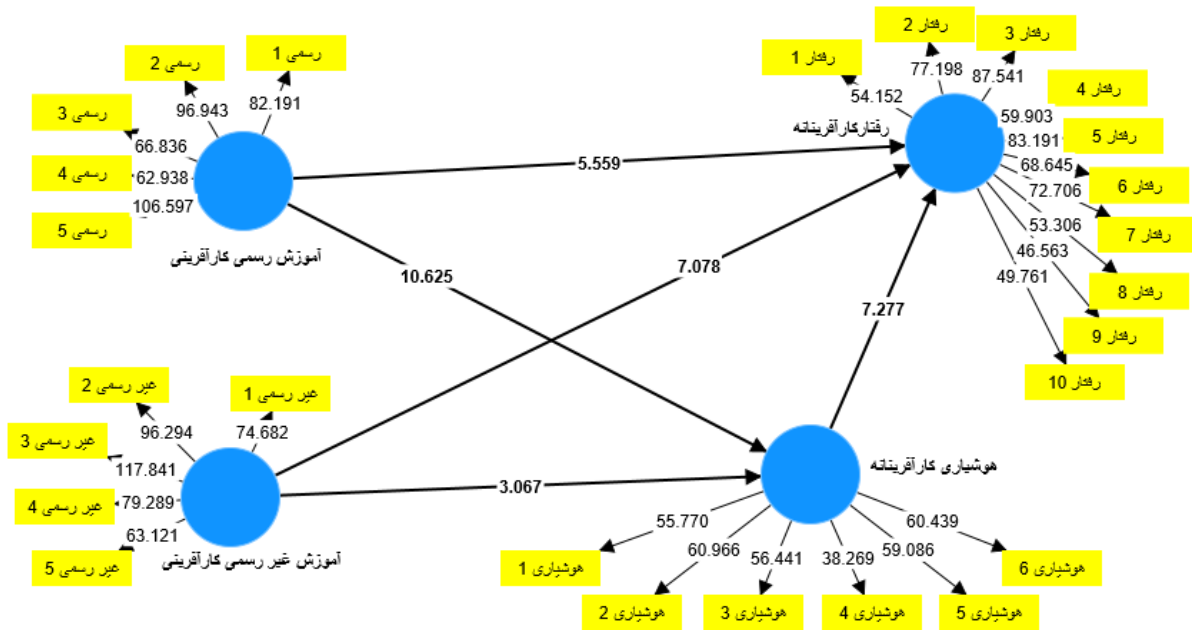 رسمی 1
رسمی 2
رسمی 3
رسمی 4
رسمی 5
82.191
96.943
66.836
62.938
106.597
آموزش رسمی کارآفرینی
غیر رسمی 1
غیر رسمی 2
غیر رسمی 3
غیر رسمی 4
غیر رسمی 5
74.682
96.294
117.841
79.289
63.121
آموزش غیر رسمی کارآفرینی
5.559
10.625
7.078
3.067
7.277
رفتار 1
رفتار 2
رفتار 3
رفتار 4
رفتار 5
رفتار 6
رفتار 7
رفتار 8
رفتار 9
رفتار 10
54.152
77.198
87.541
59.903
83.191
68.645
72.706
53.306
46.563
49.761
رفتارکارآفرینانه
هوشیاری کارآفرینانه
55.770
60.966
56.441
38.269
59.086
60.439
هوشیاری 1
هوشیاری 2
هوشیاری 3
هوشیاری 4
هوشیاری 5
هوشیاری 6